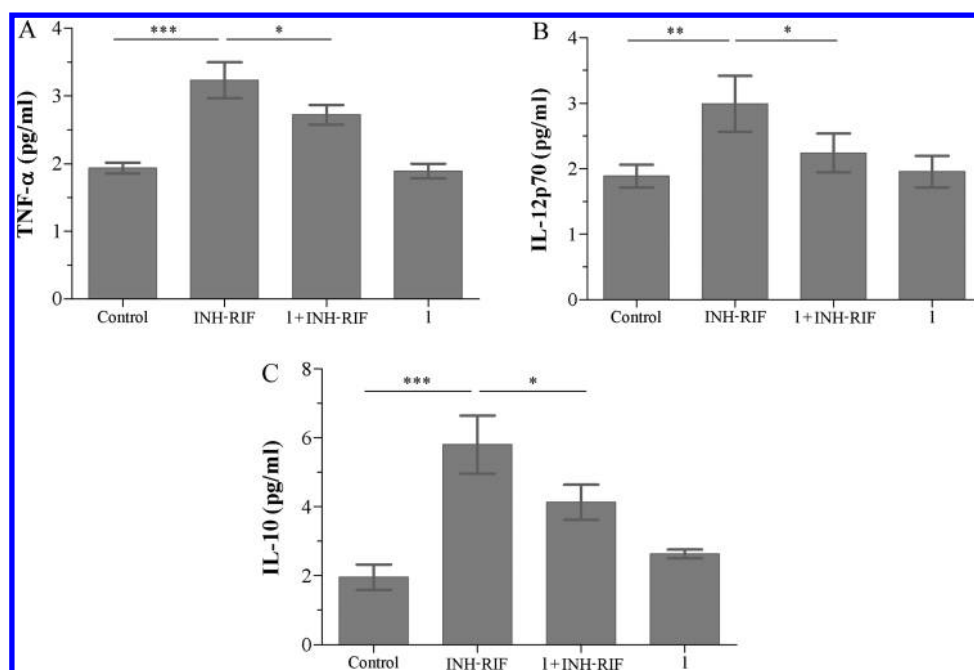 A
TNF-α (pg/ml)
4
3
2
1
0
***
*
Control
INH-RIF
1+INH-RIF
1
B
IL-12p70 (pg/ml)
4
3
2
1
0
**
*
Control
INH-RIF
1+INH-RIF
1
C
IL-10 (pg/ml)
8
6
4
2
0
***
*
Control
INH-RIF
1+INH-RIF
1